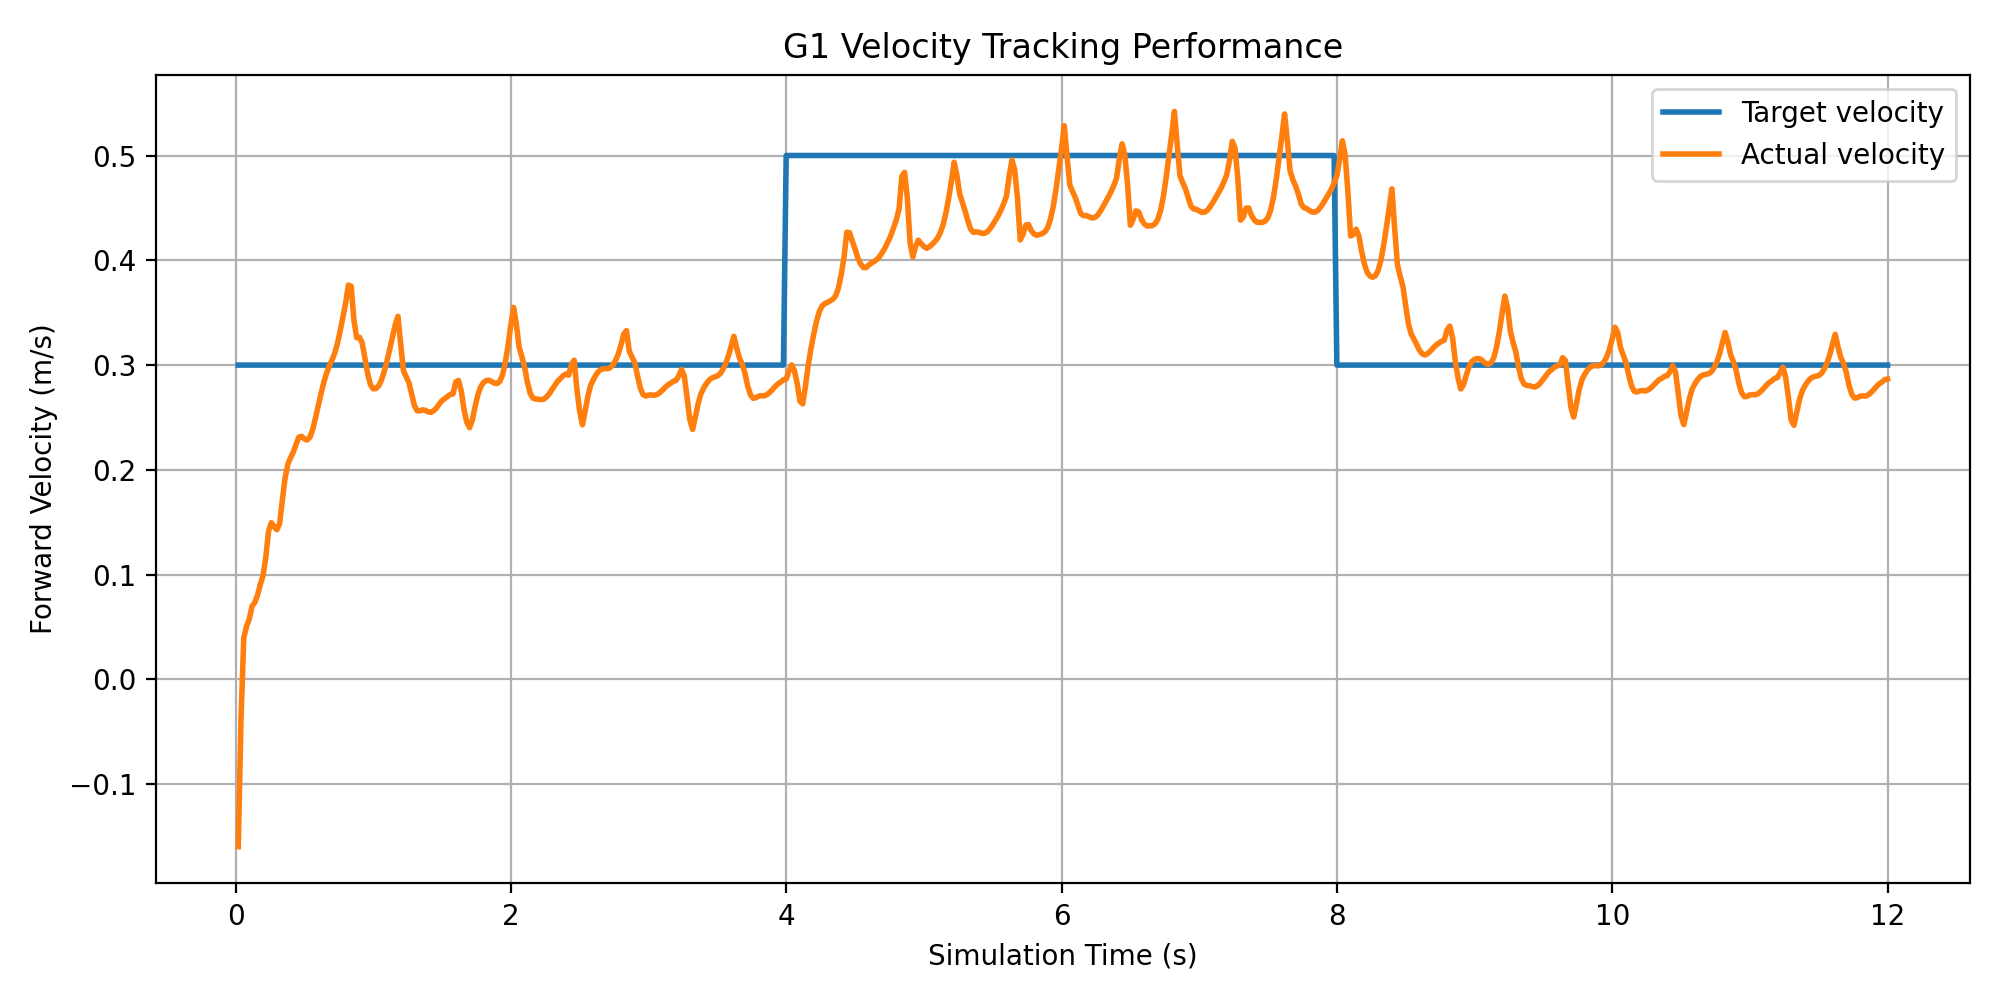 G1 Velocity Tracking Performance
Target velocity
Actual velocity
Forward Velocity (m/s)
0.5
0.4
0.3
0.2
0.1
0.0
−0.1
0 2 4 6 8 10 12
Simulation Time (s)